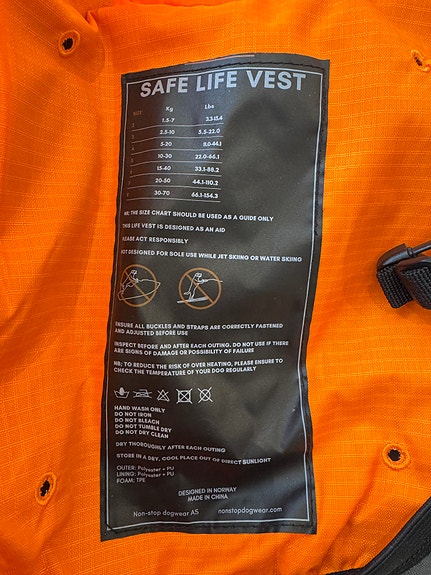 SAFE LIFE VEST
SIZE Kg Lbs
1.5-7 3.3-15.4
2.5-10 5.5-22.0
5-20 11.0-44.1
10-30 22.0-66.1
15-40 33.1-88.2
20-50 44.1-110.2
30-70 66.1-154.3
NB: THE SIZE CHART SHOULD BE USED AS A GUIDE ONLY
THIS LIFE VEST IS DESIGNED AS AN AID
PLEASE ACT RESPONSIBLY
NOT DESIGNED FOR SOLE USE WHILE JET SKIING OR WATER SKIING
ENSURE ALL BUCKLES AND STRAPS ARE CORRECTLY FASTENED
AND ADJUSTED BEFORE USE
INSPECT BEFORE AND AFTER EACH OUTING. DO NOT USE IF THERE
ARE SIGNS OF DAMAGE OR POSSIBILITY OF FAILURE
NB: TO REDUCE THE RISK OF OVER HEATING, PLEASE ENSURE TO
CHECK THE TEMPERATURE OF YOUR DOG REGULARLY
HAND WASH ONLY
DO NOT IRON
DO NOT BLEACH
DO NOT TUMBLE DRY
DO NOT DRY CLEAN
DRY THOROUGHLY AFTER EACH OUTING
STORE IN A DRY, COOL PLACE OUT OF DIRECT SUNLIGHT
OUTER: Polyester + PU
LINING: Polyester + PU
FOAM: TPE
DESIGNED IN NORWAY
MADE IN CHINA
Non-stop dogwear AS nonstopdogwear.com